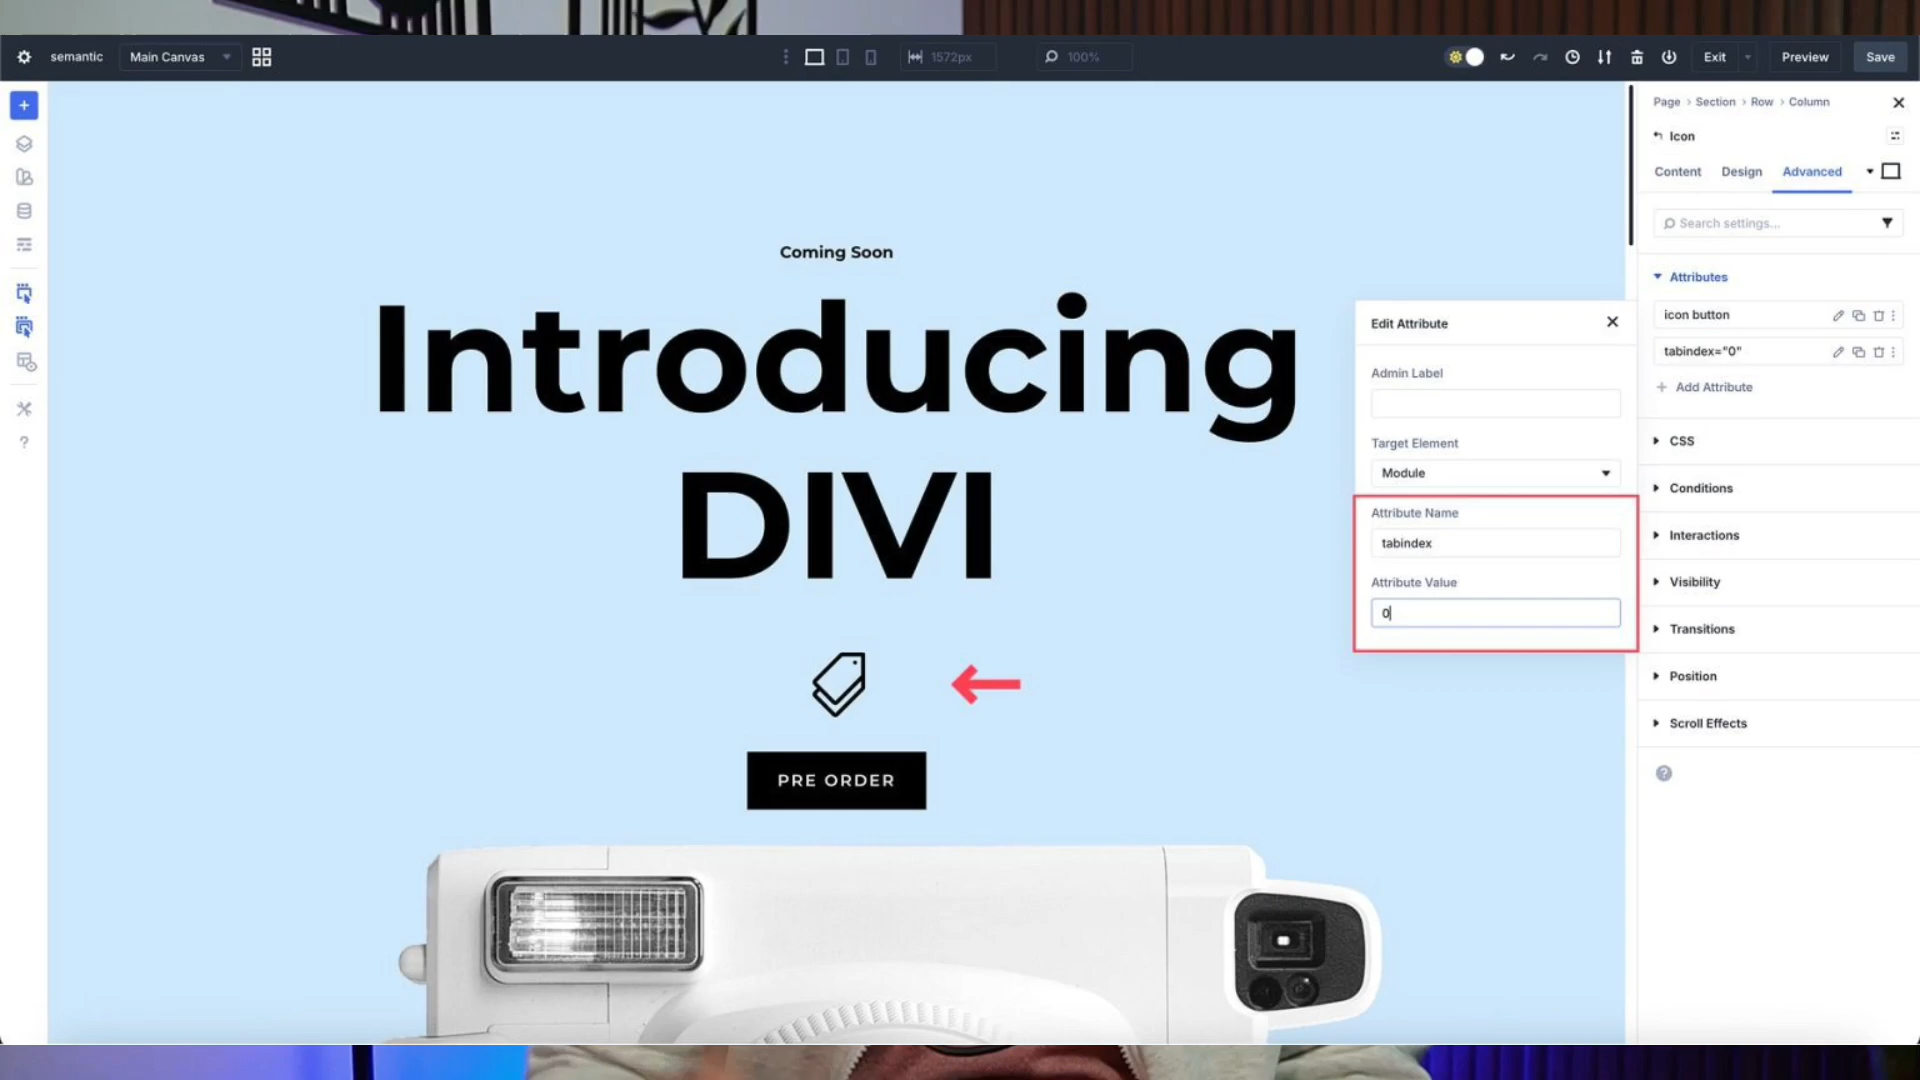 semantic
Main Canvas
1572px
100%
Exit
Preview
Save
Page > Section > Row > Column
Icon
Content
Design
Advanced
Search settings...
Attributes
icon button
tabindex="0"
+ Add Attribute
CSS
Conditions
Interactions
Visibility
Transitions
Position
Scroll Effects
?
Edit Attribute
Admin Label
Target Element
Module
Attribute Name
tabindex
Attribute Value
0
Coming Soon
Introducing
DIVI
PRE ORDER
?